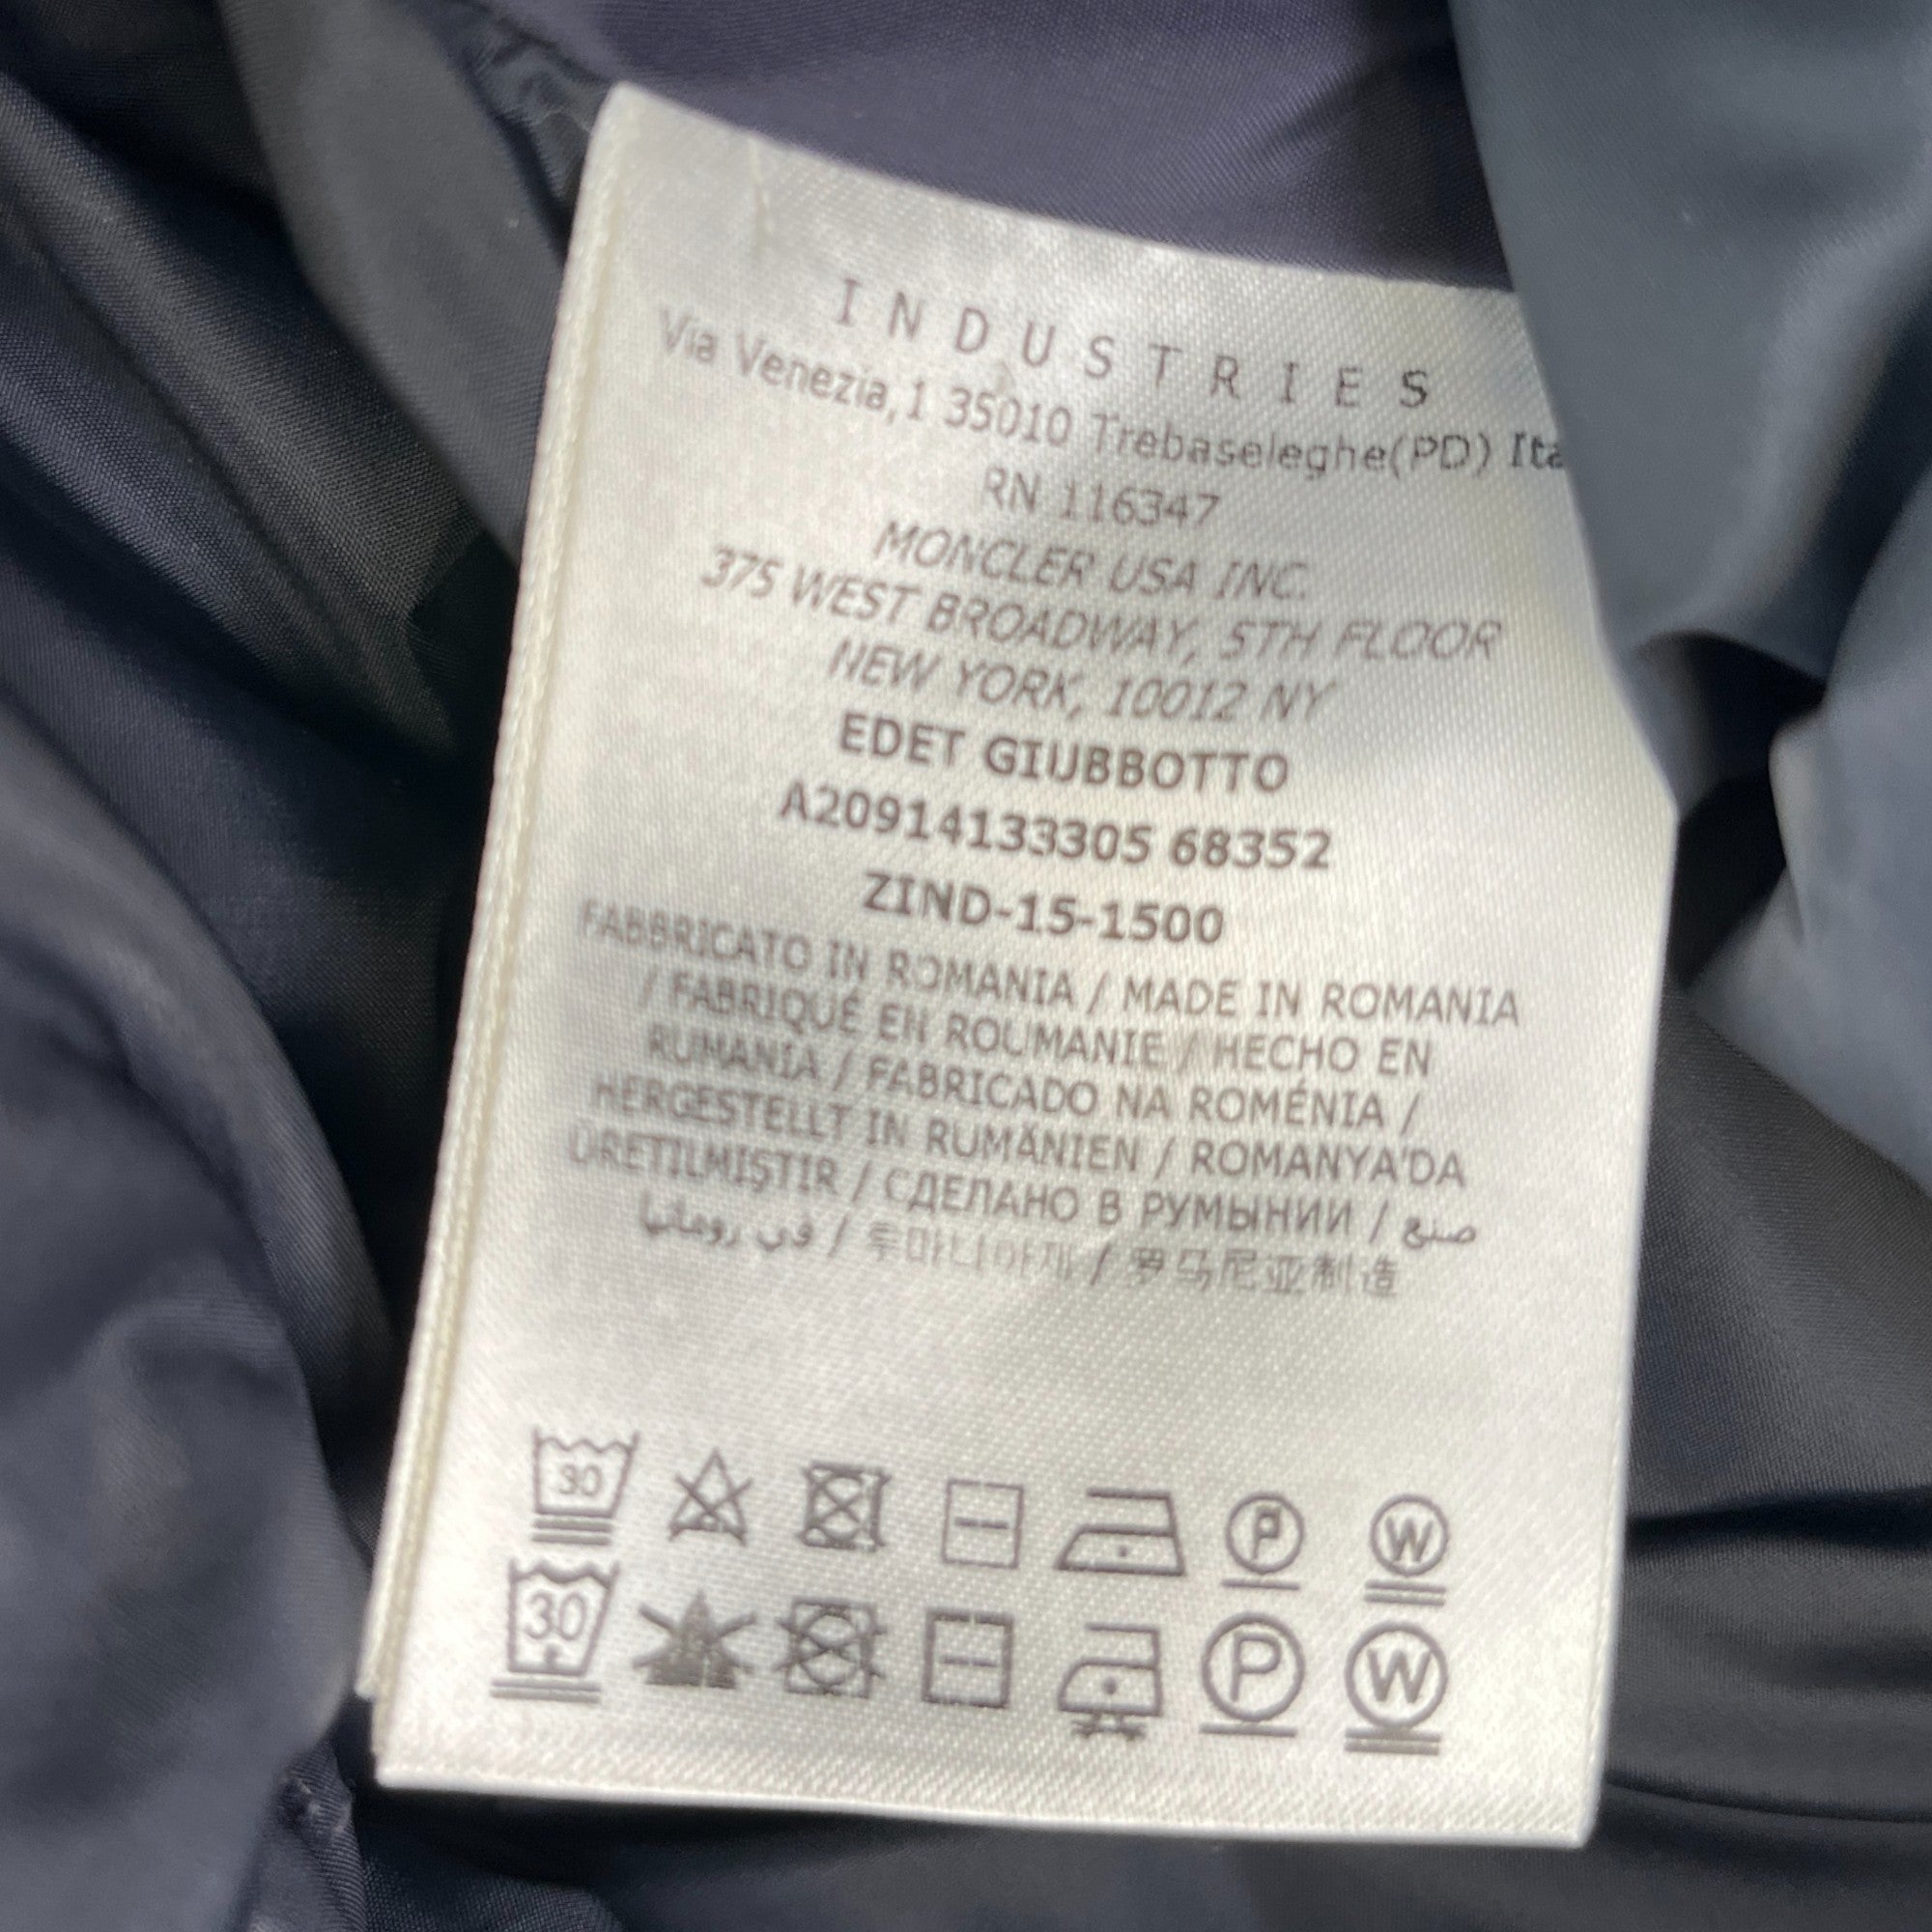 INDUSTRIES
Via Venezia,1 35010 Trebaseleghe(PD) Ita
RN 116347
MONCLER USA INC.
375 WEST BROADWAY, 5TH FLOOR
NEW YORK, 10012 NY
EDET GIUBBOTTO
A20914133305 68352
ZIND-15-1500
FABBRICATO IN ROMANIA / MADE IN ROMANIA
/ FABRIQUÉ EN ROUMANIE / HECHO EN
RUMANIA / FABRICADO NA ROMÉNIA /
HERGESTELLT IN RUMÄNIEN / ROMANYA'DA
ÜRETILMIŞTIR / СДЕЛАНО В РУМЫНИИ / صنع
في رومانيا / 루마니아제 / 罗马尼亚制造
30 P W
30 P W